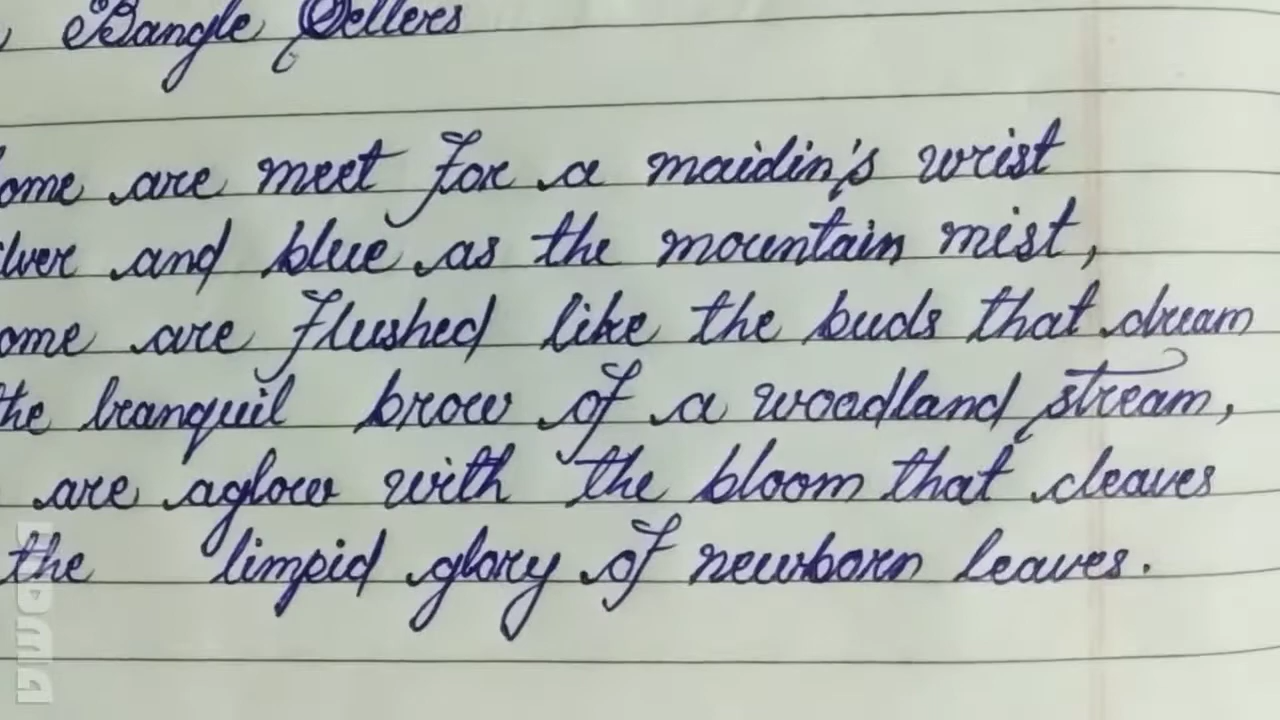 Bangle Sellers
ome are meet for a maidin's wrist
lver and blue as the mountain mist,
ome are flushed like the buds that dream
the tranquil brow of a woodland stream,
are aglow with the bloom that cleaves
the limpid glory of newborn leaves.